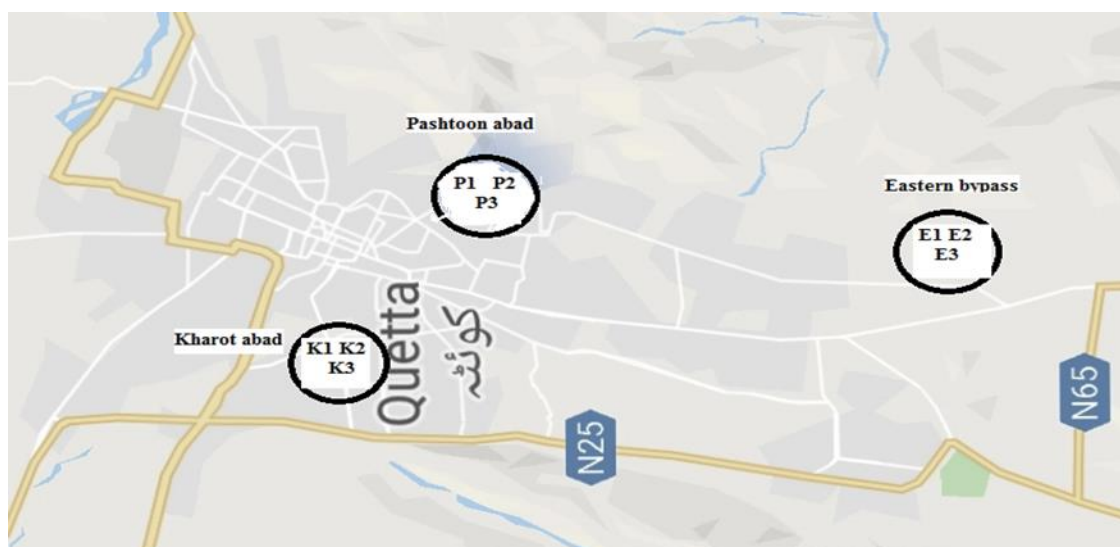 Pashtoon abad
P1 P2
P3
Eastern bypass
E1 E2
E3
Kharot abad
K1 K2
K3
Quetta
کوئٹہ
N25
N65